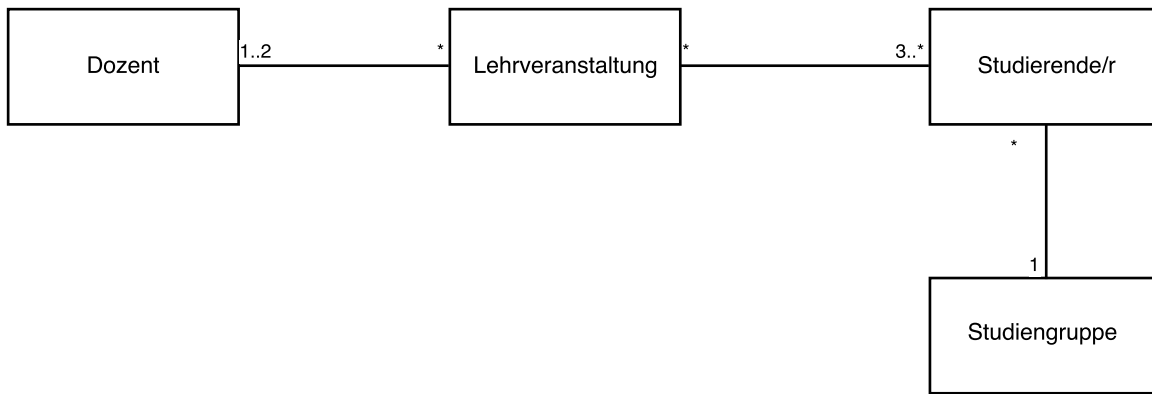 Dozent
1..2
*
Lehrveranstaltung
*
3..*
Studierende/r
*
1
Studiengruppe